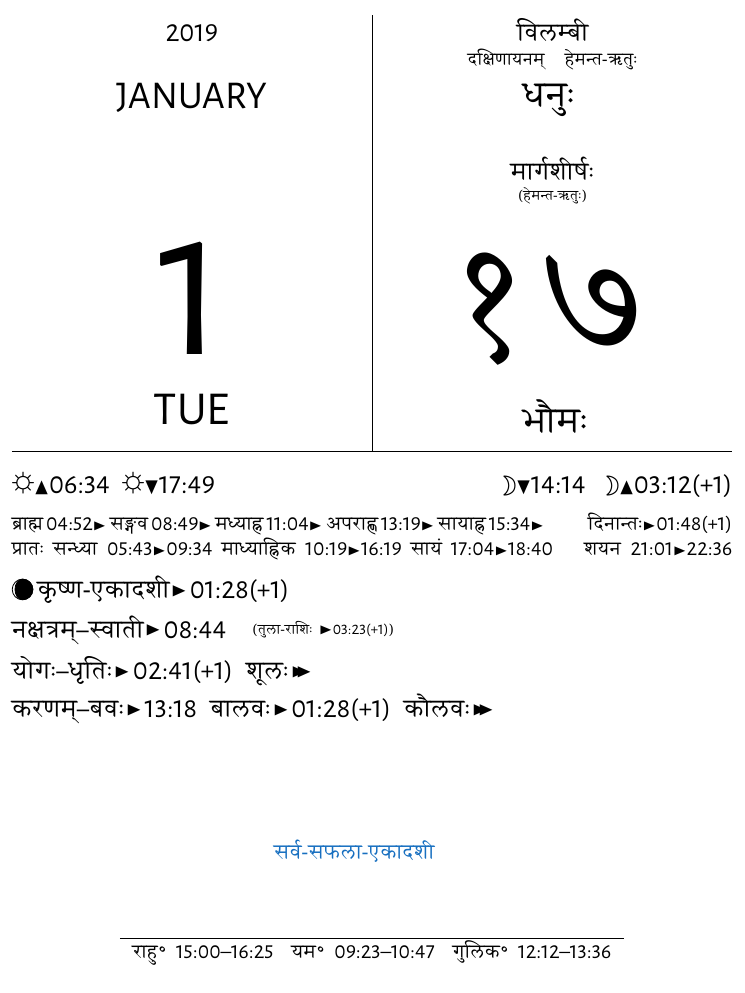 2019
JANUARY
1
TUE
विलम्बी
दक्षिणायनम् हेमन्त-ऋतुः
धनुः
मार्गशीर्षः
(हेमन्त-ऋतुः)
१७
भौमः
☼▲06:34 ☼▼17:49 ☽▼14:14 ☽▲03:12(+1)
ब्राह्म 04:52► सङ्गव 08:49► मध्याह्न 11:04► अपराह्ण 13:19► सायाह्न 15:34► दिनान्तः►01:48(+1)
प्रातः सन्ध्या 05:43►09:34 माध्याह्निक 10:19►16:19 सायं 17:04►18:40 शयन 21:01►22:36
कृष्ण-एकादशी►01:28(+1)
नक्षत्रम्–स्वाती►08:44 (तुला-राशिः ►03:23(+1))
योगः–धृतिः►02:41(+1) शूलः►►
करणम्–बवः►13:18 बालवः►01:28(+1) कौलवः►►
सर्व-सफला-एकादशी
राहु° 15:00–16:25 यम° 09:23–10:47 गुलिक° 12:12–13:36